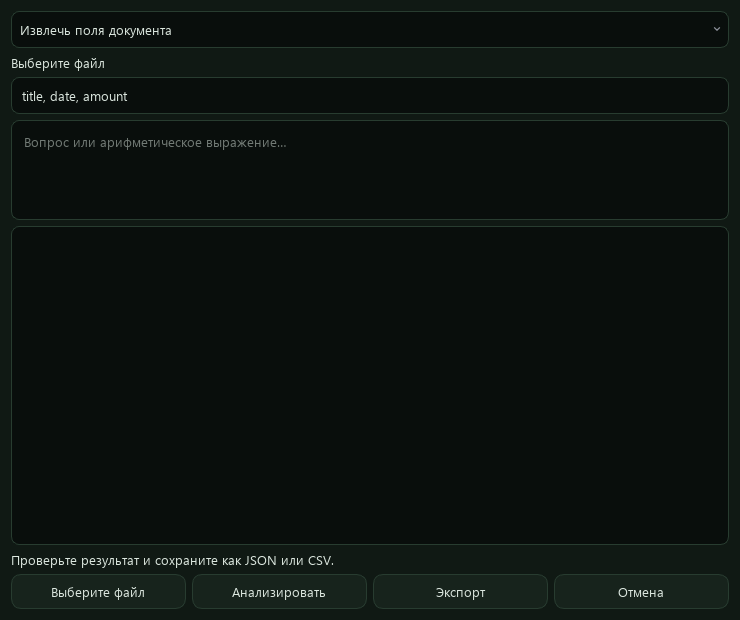 Извлечь поля документа
Выберите файл
title, date, amount
Вопрос или арифметическое выражение...
Проверьте результат и сохраните как JSON или CSV.
Выберите файл
Анализировать
Экспорт
Отмена